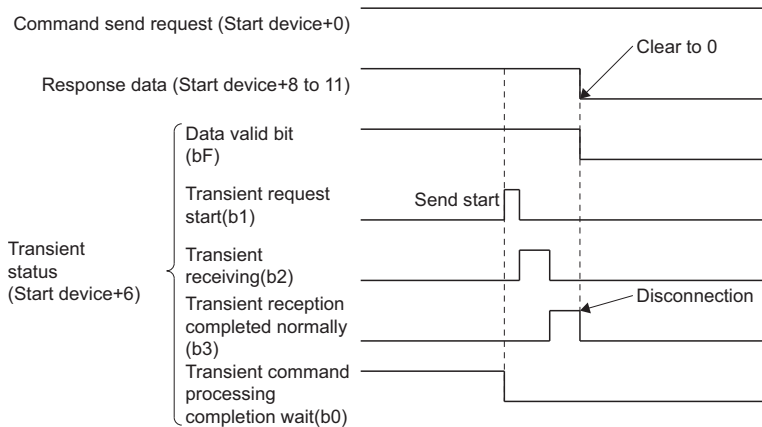 Command send request (Start device+0)
Clear to 0
Response data (Start device+8 to 11)
Data valid bit
(bF)
Transient request
start(b1)
Send start
Transient
status
(Start device+6)
Transient
receiving(b2)
Transient reception
completed normally
(b3)
Disconnection
Transient command
processing
completion wait(b0)